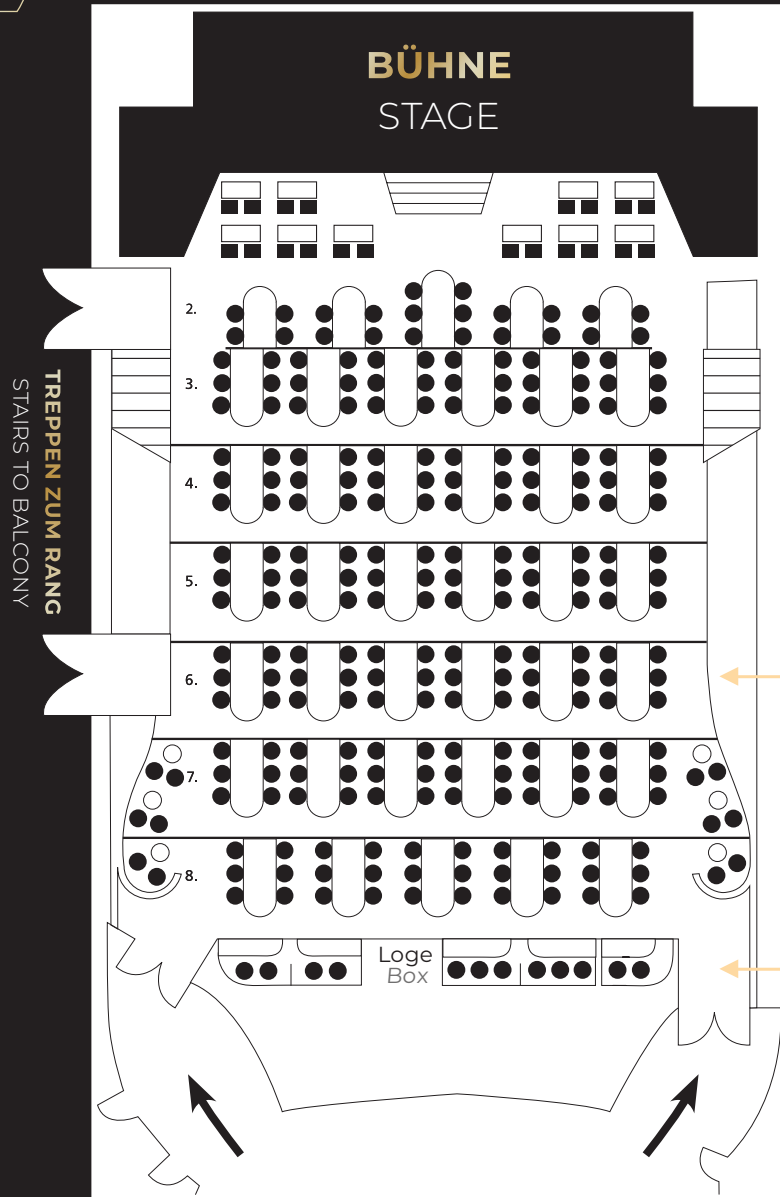 BÜHNE
STAGE
2.
3.
TREPPEN ZUM RANG
STAIRS TO BALCONY
4.
5.
6.
7.
8.
Loge
Box